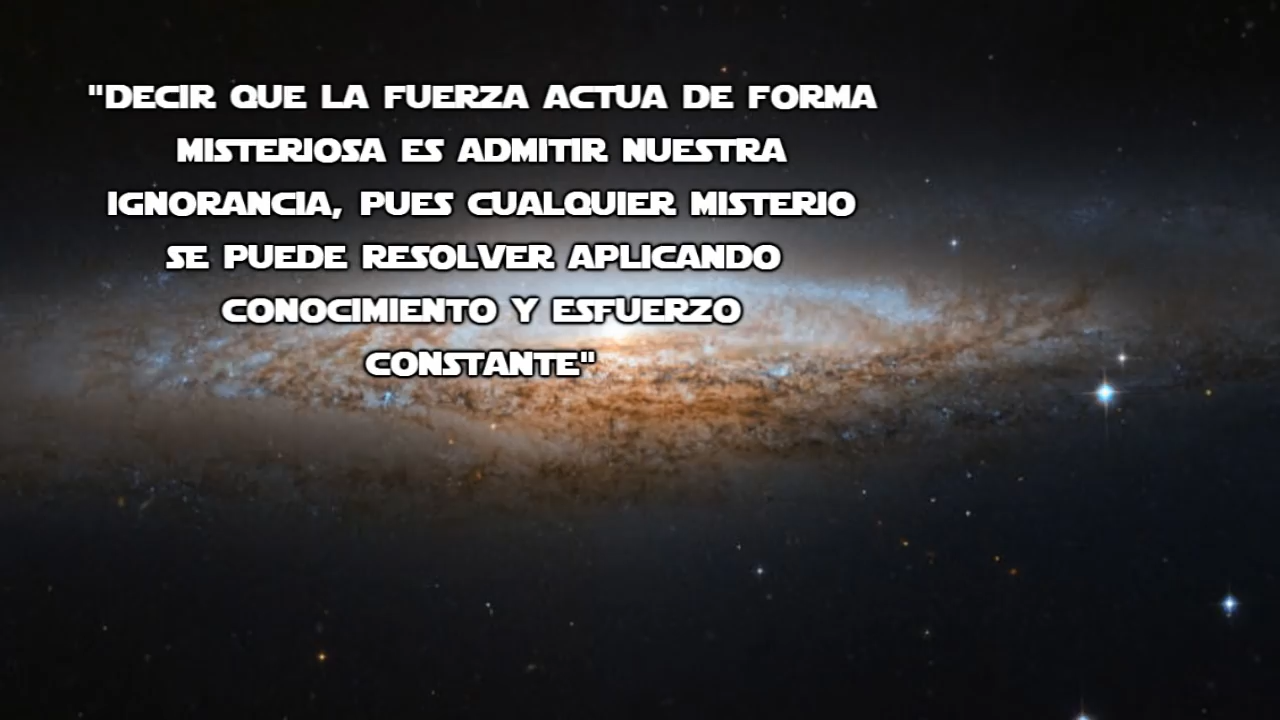 "DECIR QUE LA FUERZA ACTUA DE FORMA
MISTERIOSA ES ADMITIR NUESTRA
IGNORANCIA, PUES CUALQUIER MISTERIO
SE PUEDE RESOLVER APLICANDO
CONOCIMIENTO Y ESFUERZO
CONSTANTE"